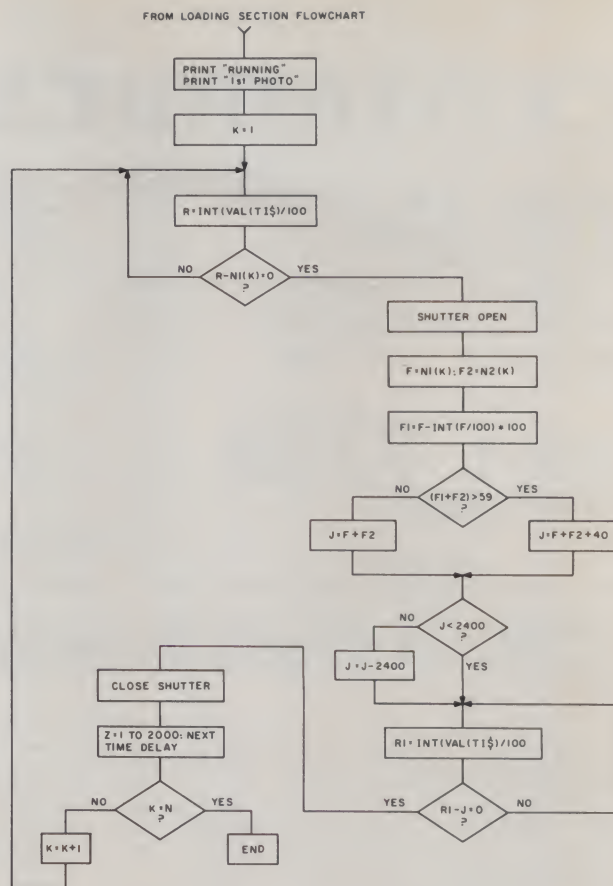 FROM LOADING SECTION FLOWCHART
PRINT "RUNNING"
PRINT "1st PHOTO"
K=1
R=INT(VAL(TI$)/100
NO
R-N1(K)=0
?
YES
SHUTTER OPEN
F=N1(K); F2=N2(K)
F1=F-INT(F/100)*100
NO
(F1+F2)>59
?
YES
J=F+F2
J=F+F2+40
NO
J<2400
?
J=J-2400
YES
CLOSE SHUTTER
Z=1 TO 2000: NEXT
TIME DELAY
R1=INT(VAL(TI$)/100
NO
K=N
?
YES
YES
R1-J=0
?
NO
K=K+1
END